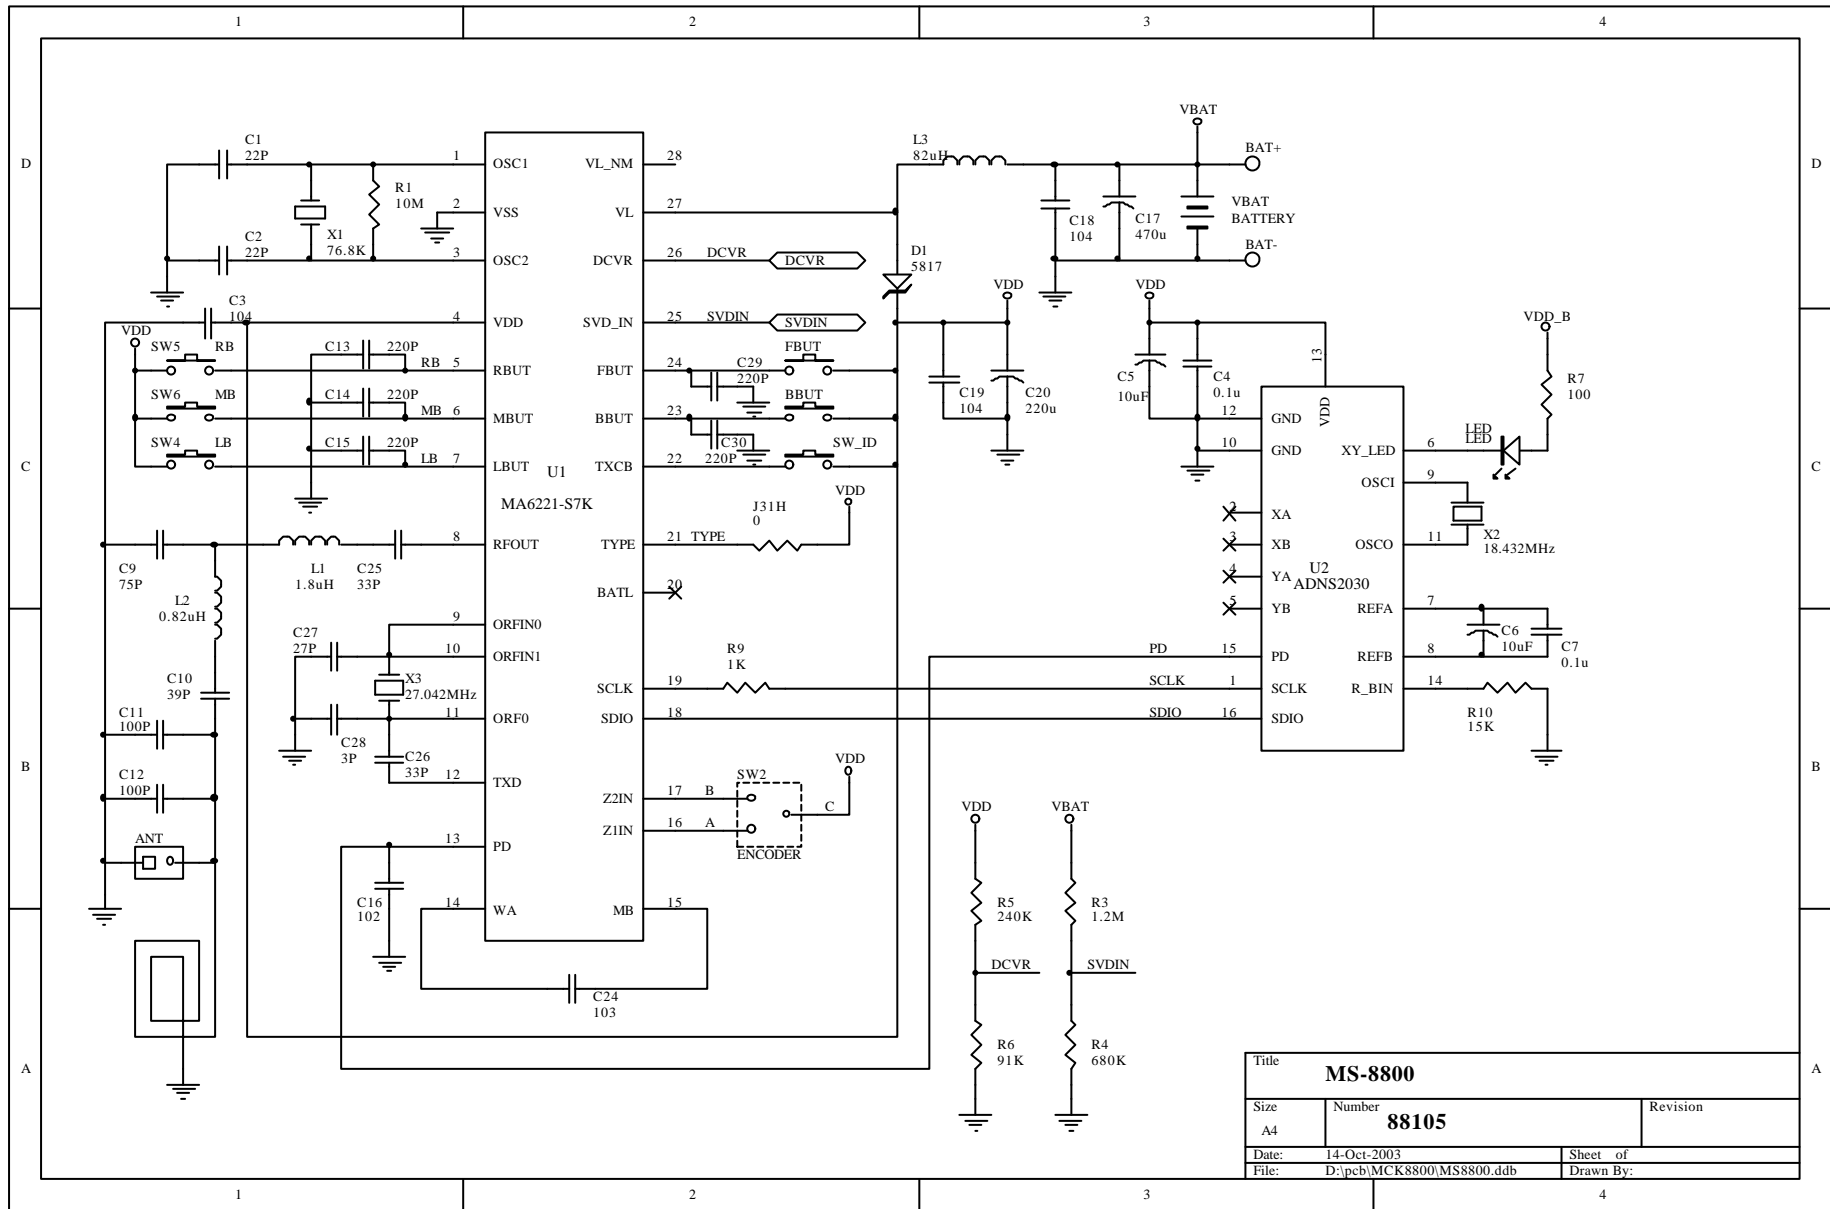 1 2 3 4
D D
C C
B B
A A
C1
22P
C2
22P
X1
76.8K
R1
10M
C3
104
VDD
SW5 RB
SW6 MB
SW4 LB
C13 220P
C14 220P
C15 220P
RB
MB
LB
1 OSC1
2 VSS
3 OSC2
4 VDD
5 RBUT
6 MBUT
7 LBUT
8 RFOUT
9 ORFIN0
10 ORFIN1
11 ORF0
12 TXD
13 PD
14 WA
VL_NM 28
VL 27
DCVR 26 DCVR DCVR
SVD_IN 25 SVDIN SVDIN
FBUT 24
BBUT 23
TXCB 22
TYPE 21 TYPE
BATL 20
SCLK 19
SDIO 18
Z2IN 17 B
Z1IN 16 A
MB 15
U1
MA6221-S7K
C29
220P
C30
220P
FBUT
BBUT
SW_ID
J31H
0
VDD
C9
75P
L1
1.8uH
C25
33P
L2
0.82uH
C10
39P
C11
100P
C12
100P
ANT
C27
27P
X3
27.042MHz
C28
3P
C26
33P
C16
102
C24
103
R9
1K
SW2
ENCODER
C
VDD
L3
82uH
D1
5817
C18
104
C17
470u
VBAT
VBAT
BATTERY
BAT+
BAT-
VDD
C19
104
C20
220u
VDD
C5
10uF
C4
0.1u
VDD
13
12 GND
10 GND
2 XA
3 XB
4 YA
5 YB
PD 15 PD
SCLK 1 SCLK
SDIO 16 SDIO
U2
ADNS2030
XY_LED 6
OSCI 9
OSCO 11
REFA 7
REFB 8
R_BIN 14
VDD_B
R7
100
LED
LED
X2
18.432MHz
C6
10uF
C7
0.1u
R10
15K
VDD
R5
240K
DCVR
R6
91K
VBAT
R3
1.2M
SVDIN
R4
680K
Title
MS-8800
Size
A4
Number
88105
Revision
Date: 14-Oct-2003 Sheet of
File: D:\pcb\MCK8800\MS8800.ddb Drawn By:
1 2 3 4